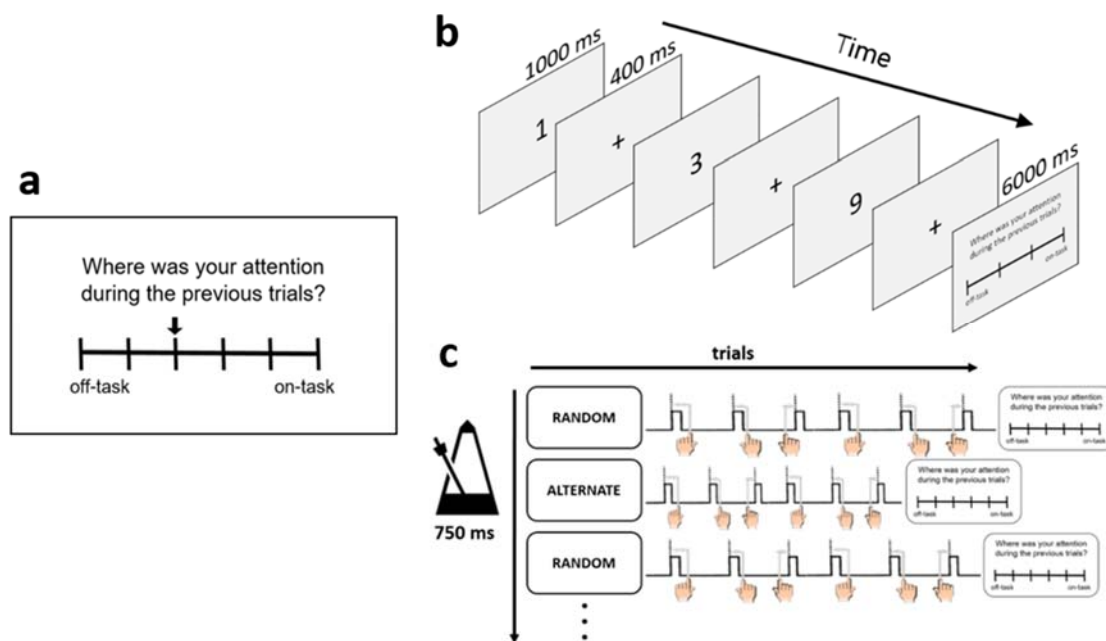 a
Where was your attention
during the previous trials?
off-task on-task
b
Time
1000 ms
400 ms
6000 ms
1
+
3
+
9
+
Where was your attention
during the previous trials?
off-task on-task
c
trials
750 ms
RANDOM
Where was your attention
during the previous trials?
off-task on-task
ALTERNATE
Where was your attention
during the previous trials?
off-task on-task
RANDOM
Where was your attention
during the previous trials?
off-task on-task